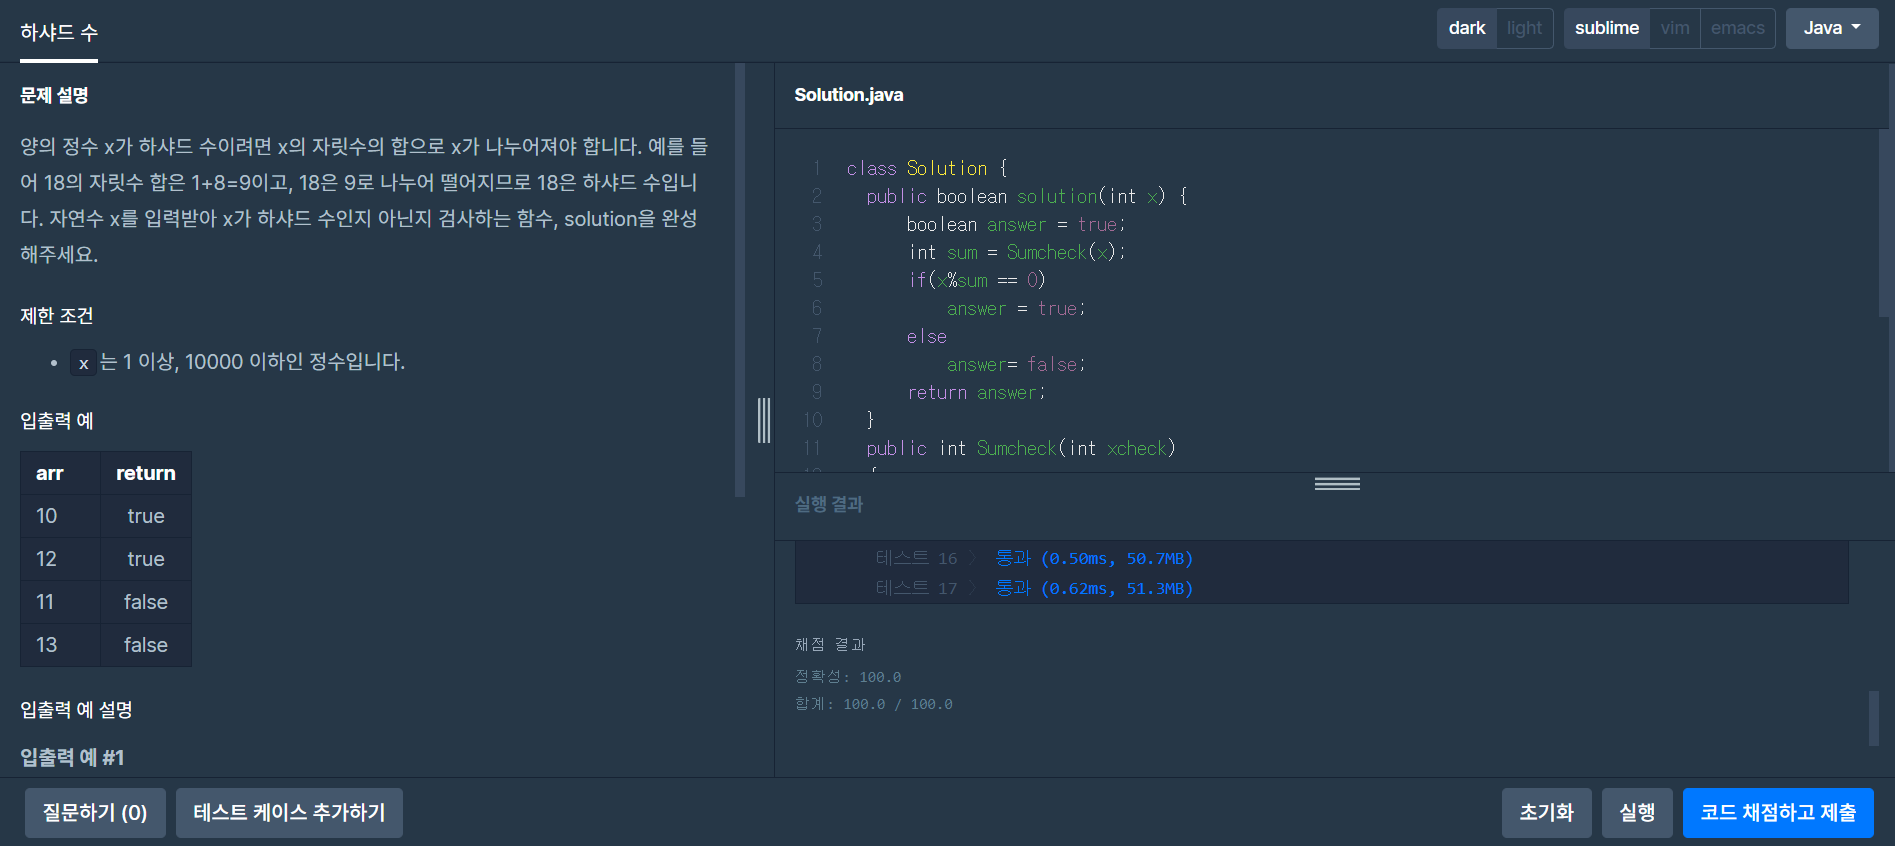 하샤드 수
dark light sublime vim emacs Java
문제 설명
양의 정수 x가 하샤드 수이려면 x의 자릿수의 합으로 x가 나누어져야 합니다. 예를 들
어 18의 자릿수 합은 1+8=9이고, 18은 9로 나누어 떨어지므로 18은 하샤드 수입니
다. 자연수 x를 입력받아 x가 하샤드 수인지 아닌지 검사하는 함수, solution을 완성
해주세요.
제한 조건
• x 는 1 이상, 10000 이하인 정수입니다.
입출력 예
arr return
10 true
12 true
11 false
13 false
입출력 예 설명
입출력 예 #1
Solution.java
1 class Solution {
2 public boolean solution(int x) {
3 boolean answer = true;
4 int sum = Sumcheck(x);
5 if(x%sum == 0)
6 answer = true;
7 else
8 answer= false;
9 return answer;
10 }
11 public int Sumcheck(int xcheck)
실행 결과
테스트 16 〉 통과 (0.50ms, 50.7MB)
테스트 17 〉 통과 (0.62ms, 51.3MB)
채점 결과
정확성: 100.0
합계: 100.0 / 100.0
질문하기 (0) 테스트 케이스 추가하기 초기화 실행 코드 채점하고 제출